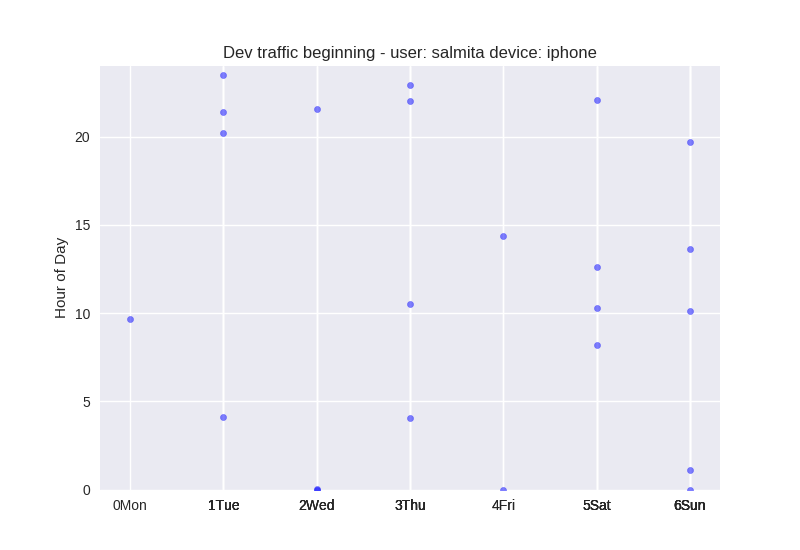 Dev traffic beginning - user: salmita device: iphone
Hour of Day
20
15
10
5
0
0Mon 1Tue 2Wed 3Thu 4Fri 5Sat 6Sun